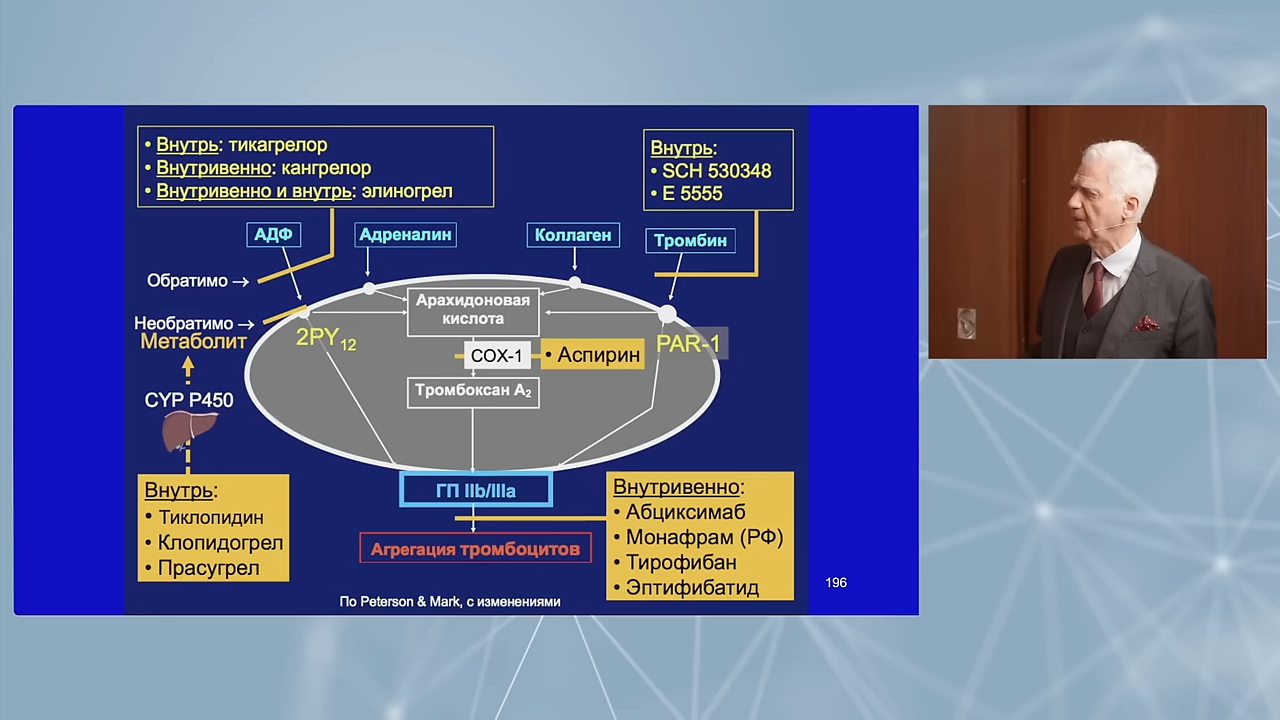 • Внутрь: тикагрелор
• Внутривенно: кангрелор
• Внутривенно и внутрь: элиногрел
Внутрь:
• SCH 530348
• E 5555
АДФ
Адреналин
Коллаген
Тромбин
Обратимо →
Необратимо →
Метаболит
2PY12
Арахидоновая
кислота
PAR-1
COX-1
• Аспирин
Тромбоксан А2
CYP P450
Внутрь:
• Тиклопидин
• Клопидогрел
• Прасугрел
ГП IIb/IIIa
Агрегация тромбоцитов
Внутривенно:
• Абциксимаб
• Монафрам (РФ)
• Тирофибан
• Эптифибатид
196
По Peterson & Mark, с изменениями